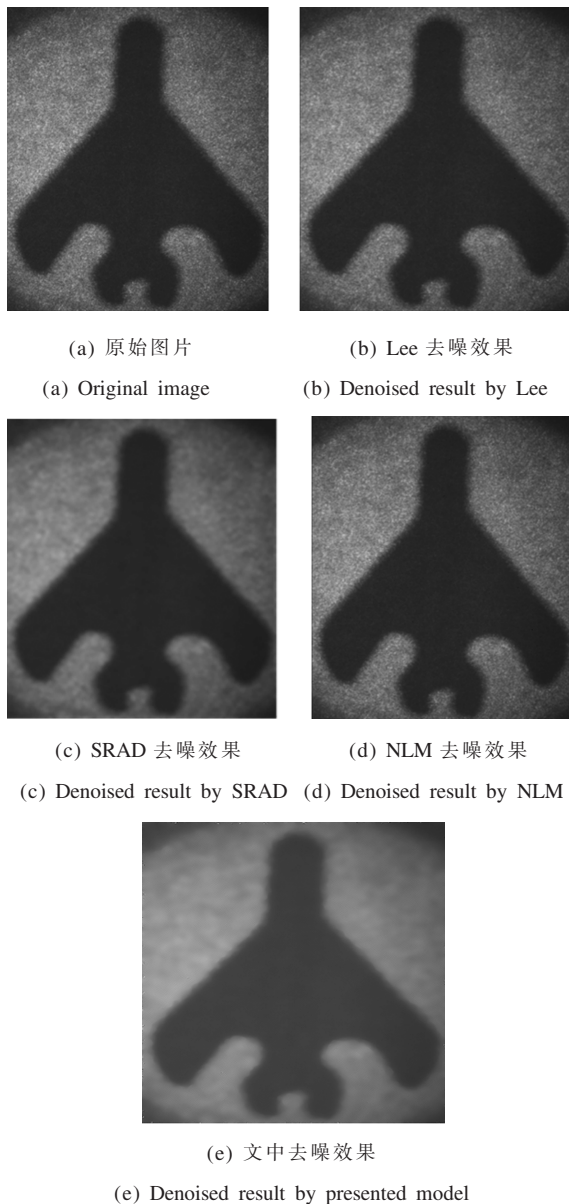 (a) 原始图片
(a) Original image
(b) Lee 去噪效果
(b) Denoised result by Lee
(c) SRAD 去噪效果
(c) Denoised result by SRAD
(d) NLM 去噪效果
(d) Denoised result by NLM
(e) 文中去噪效果
(e) Denoised result by presented model